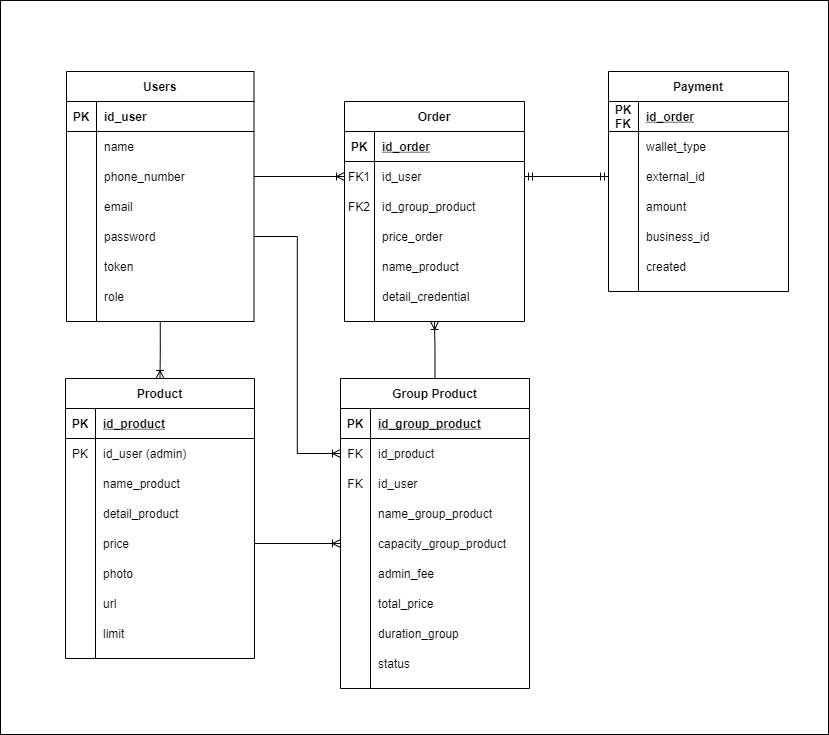 Users
PK id_user
name
phone_number
email
password
token
role
Order
PK id_order
FK1 id_user
FK2 id_group_product
price_order
name_product
detail_credential
Payment
PK
FK id_order
wallet_type
external_id
amount
business_id
created
Product
PK id_product
PK id_user (admin)
name_product
detail_product
price
photo
url
limit
Group Product
PK id_group_product
FK id_product
FK id_user
name_group_product
capacity_group_product
admin_fee
total_price
duration_group
status